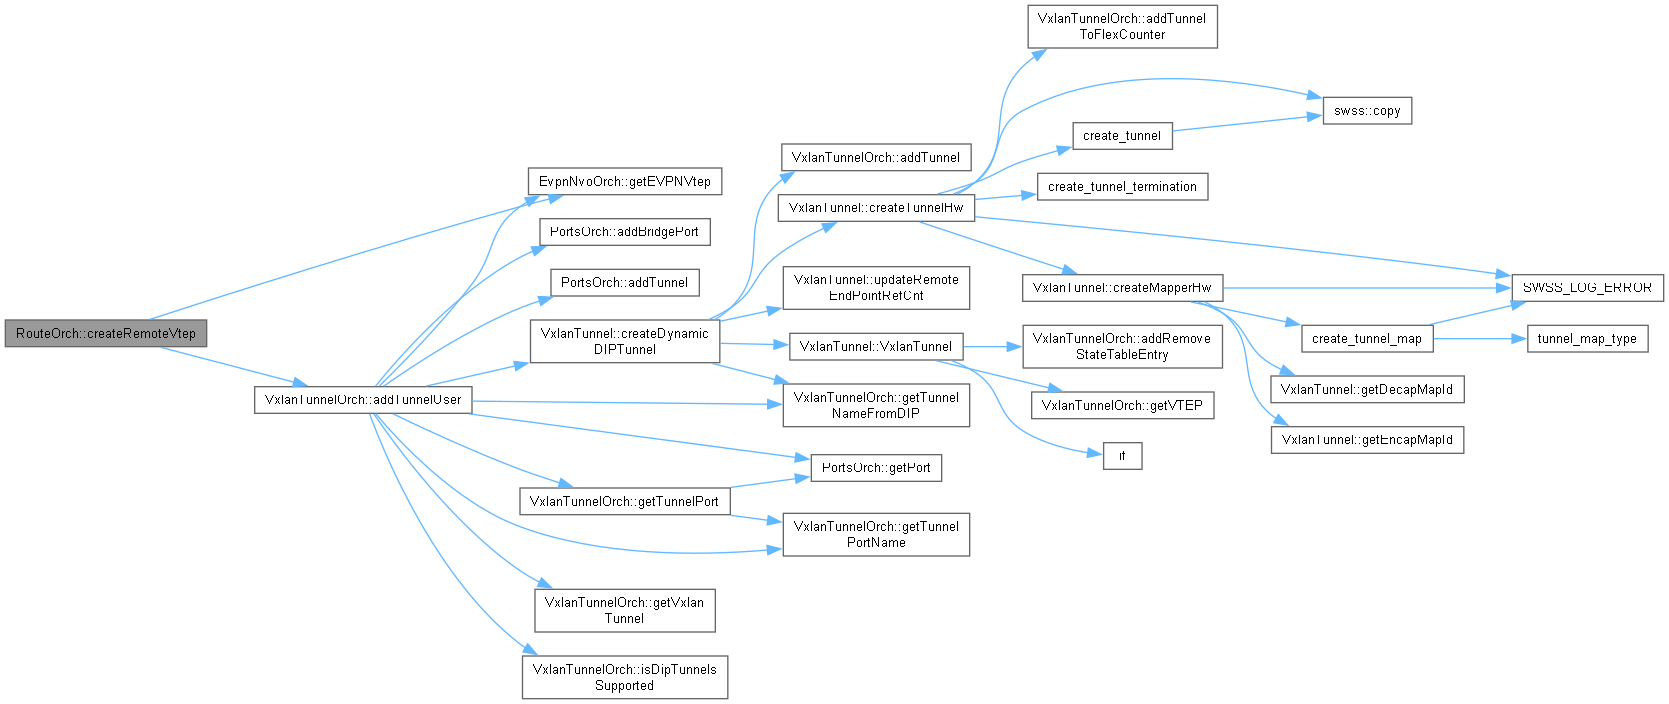 VxlanTunnelOrch::addTunnel
ToFlexCounter
swss::copy
create_tunnel
VxlanTunnelOrch::addTunnel
EvpnNvoOrch::getEVPNVtep
create_tunnel_termination
VxlanTunnel::createTunnelHw
PortsOrch::addBridgePort
PortsOrch::addTunnel
VxlanTunnel::updateRemote
EndPointRefCnt
VxlanTunnel::createMapperHw
SWSS_LOG_ERROR
RouteOrch::createRemoteVtep
VxlanTunnel::createDynamic
DIPTunnel
VxlanTunnel::VxlanTunnel
VxlanTunnelOrch::addRemove
StateTableEntry
create_tunnel_map
tunnel_map_type
VxlanTunnelOrch::addTunnelUser
VxlanTunnelOrch::getTunnel
NameFromDIP
VxlanTunnelOrch::getVTEP
VxlanTunnel::getDecapMapId
VxlanTunnel::getEncapMapId
if
PortsOrch::getPort
VxlanTunnelOrch::getTunnelPort
VxlanTunnelOrch::getTunnel
PortName
VxlanTunnelOrch::getVxlan
Tunnel
VxlanTunnelOrch::isDipTunnels
Supported